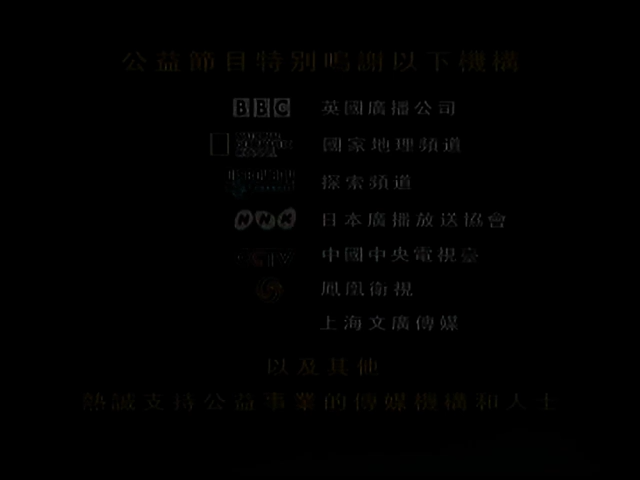 公益節目特別鳴謝以下機構
BBC 英國廣播公司
國家地理頻道
探索頻道
NHK 日本廣播放送協會
CCTV 中國中央電視臺
鳳凰衛視
上海文廣傳媒
以及其他
熱誠支持公益事業的傳媒機構和人士